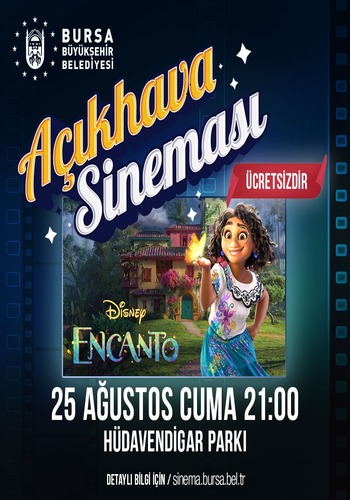 BURSA
BÜYÜKŞEHİR
BELEDİYESİ
Açıkhava
Sineması
ÜCRETSİZDİR
Disney
ENCANTO
25 AĞUSTOS CUMA 21:00
HÜDAVENDİGAR PARKI
DETAYLI BİLGİ İÇİN / sinema.bursa.bel.tr